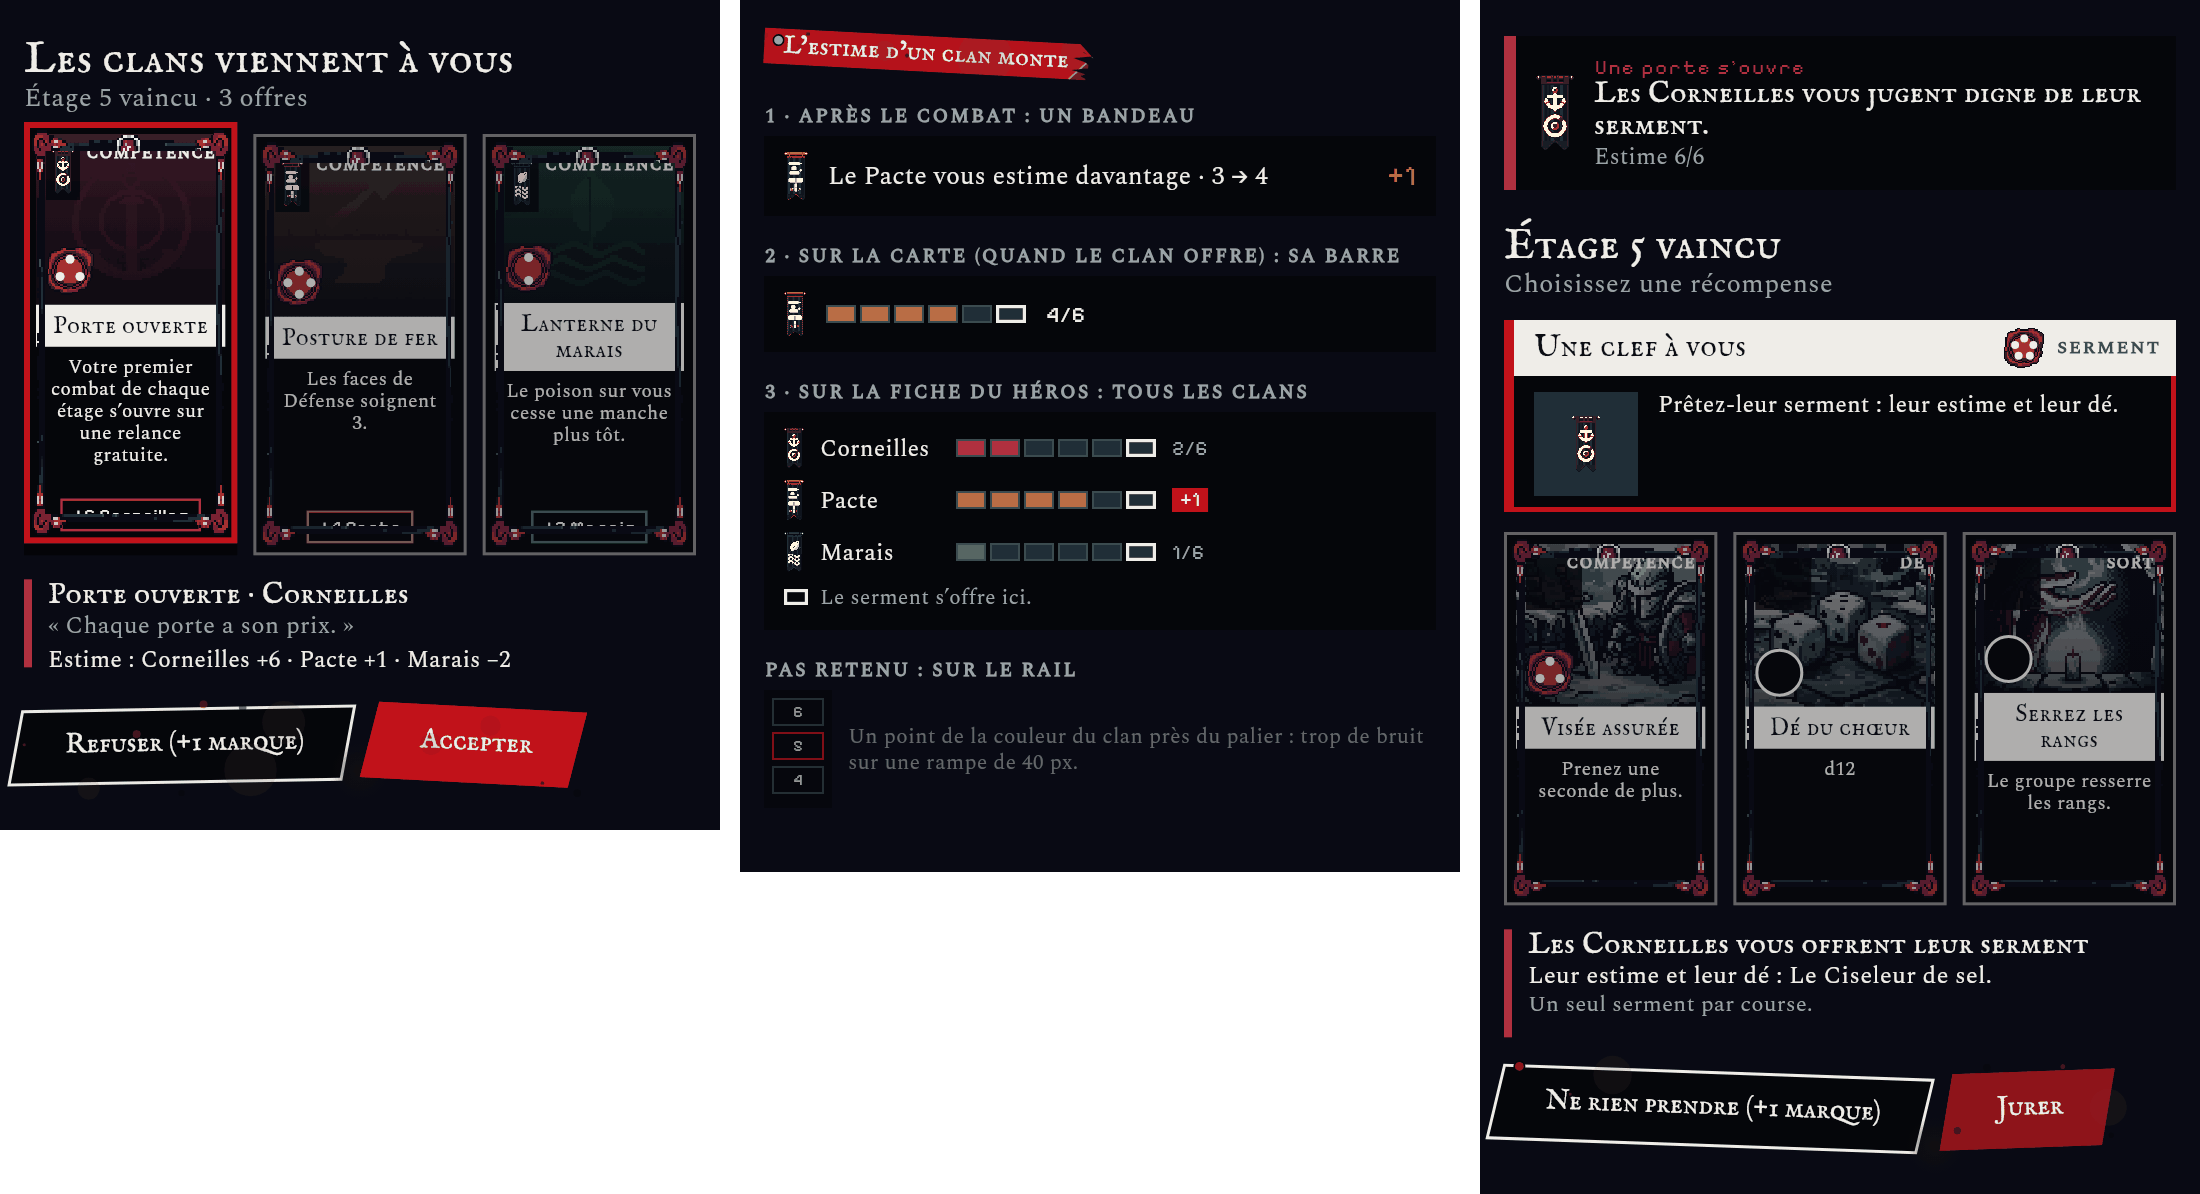 Les clans viennent à vous
Étage 5 vaincu · 3 offres
COMPÉTENCE
Porte ouverte
Votre premier
combat de chaque
étage s'ouvre sur
une relance
gratuite.
COMPÉTENCE
Posture de fer
Les faces de
Défense soignent
3.
COMPÉTENCE
Lanterne du
marais
Le poison sur vous
cesse une manche
plus tôt.
Porte ouverte · Corneilles
« Chaque porte a son prix. »
Estime : Corneilles +6 · Pacte +1 · Marais −2
Refuser (+1 marque)
Accepter
L'estime d'un clan monte
1 · APRÈS LE COMBAT : UN BANDEAU
Le Pacte vous estime davantage · 3 → 4
+1
2 · SUR LA CARTE (QUAND LE CLAN OFFRE) : SA BARRE
4/6
3 · SUR LA FICHE DU HÉROS : TOUS LES CLANS
Corneilles 2/6
Pacte +1
Marais 1/6
Le serment s'offre ici.
PAS RETENU : SUR LE RAIL
6
8
4
Un point de la couleur du clan près du palier : trop de bruit
sur une rampe de 40 px.
Une porte s'ouvre
Les Corneilles vous jugent digne de leur
serment.
Estime 6/6
Étage 5 vaincu
Choisissez une récompense
Une clef à vous
SERMENT
Prêtez-leur serment : leur estime et leur dé.
COMPÉTENCE
Visée assurée
Prenez une
seconde de plus.
DÉ
Dé du chœur
d12
SORT
Serrez les
rangs
Le groupe resserre
les rangs.
Les Corneilles vous offrent leur serment
Leur estime et leur dé : Le Ciseleur de sel.
Un seul serment par course.
Ne rien prendre (+1 marque)
Jurer